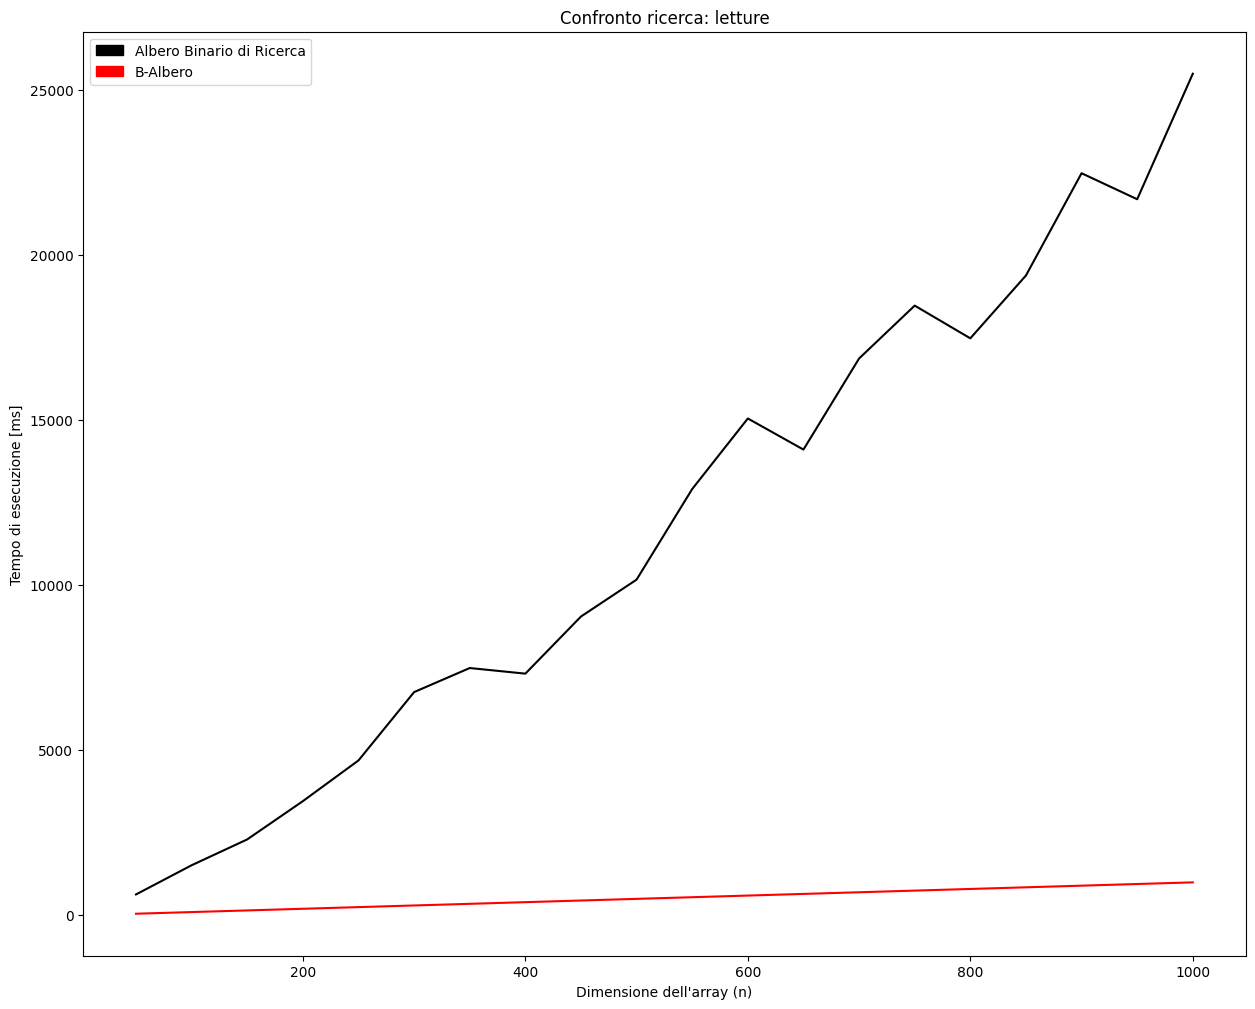 Confronto ricerca: letture
Albero Binario di Ricerca
B-Albero
25000
20000
15000
10000
5000
0
Tempo di esecuzione [ms]
200 400 600 800 1000
Dimensione dell'array (n)